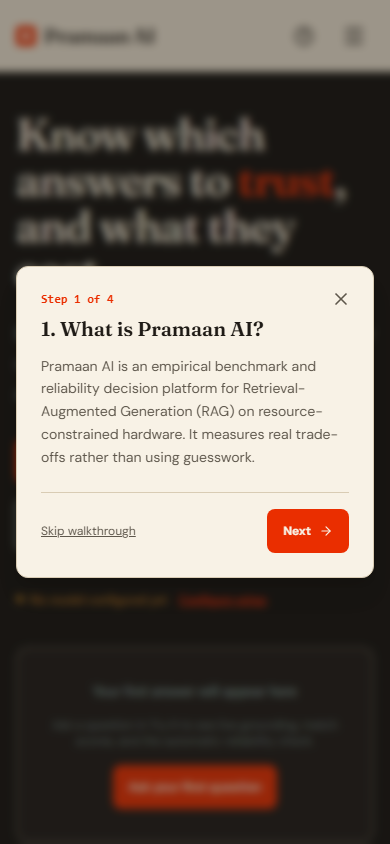 Pramaan AI
Know which
answers to trust,
and what they
Step 1 of 4
1. What is Pramaan AI?
Pramaan AI is an empirical benchmark and
reliability decision platform for Retrieval-
Augmented Generation (RAG) on resource-
constrained hardware. It measures real trade-
offs rather than using guesswork.
Skip walkthrough
Next
Your first answer will appear here
Ask your first question